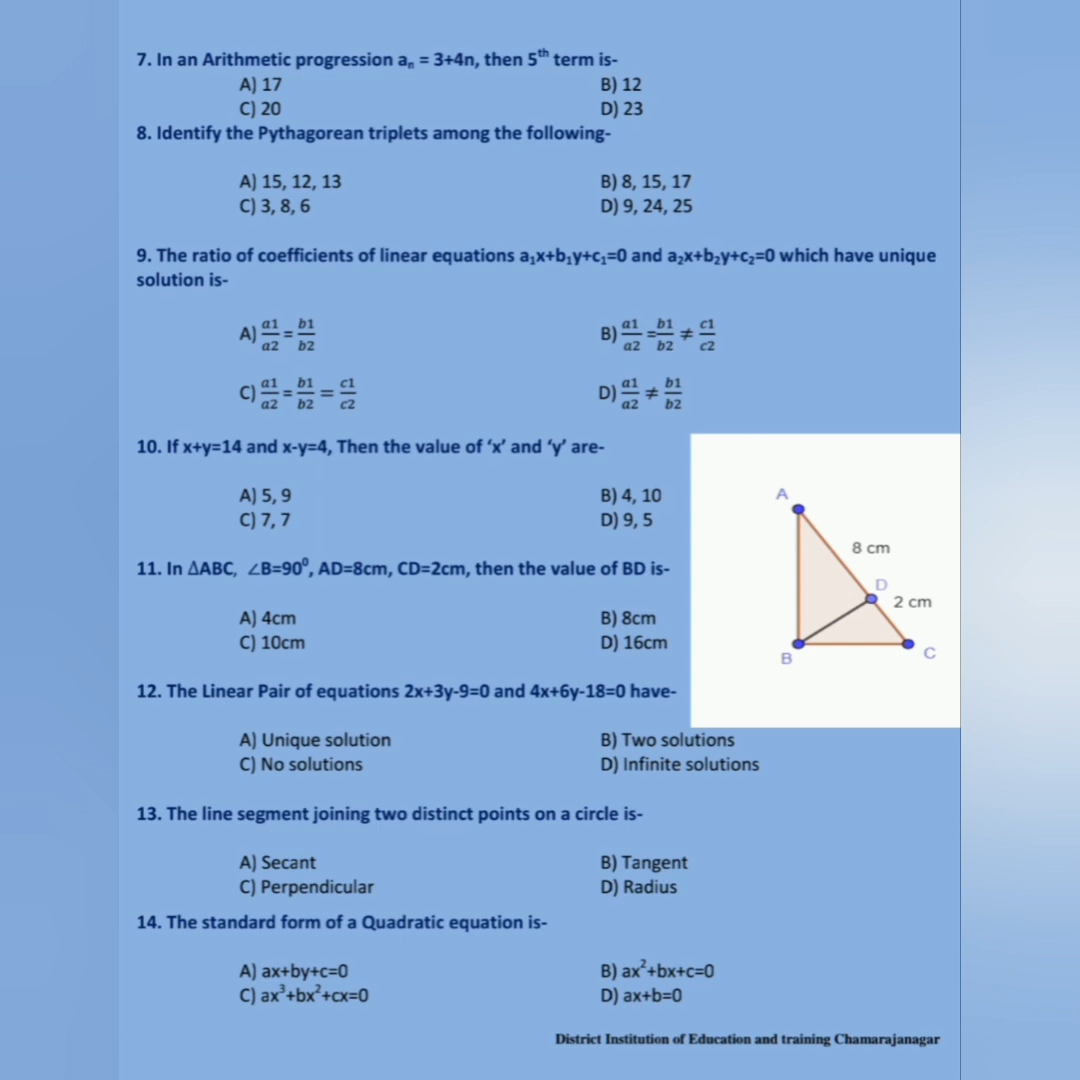 7. In an Arithmetic progression aₙ = 3+4n, then 5ᵗʰ term is-
A) 17 B) 12
C) 20 D) 23
8. Identify the Pythagorean triplets among the following-
A) 15, 12, 13 B) 8, 15, 17
C) 3, 8, 6 D) 9, 24, 25
9. The ratio of coefficients of linear equations a₁x+b₁y+c₁=0 and a₂x+b₂y+c₂=0 which have unique
solution is-
A) a1/a2 = b1/b2 B) a1/a2 = b1/b2 ≠ c1/c2
C) a1/a2 = b1/b2 = c1/c2 D) a1/a2 ≠ b1/b2
10. If x+y=14 and x-y=4, Then the value of ‘x’ and ‘y’ are-
A) 5, 9 B) 4, 10
C) 7, 7 D) 9, 5
A
8 cm
D
2 cm
B
C
11. In ΔABC, ∠B=90⁰, AD=8cm, CD=2cm, then the value of BD is-
A) 4cm B) 8cm
C) 10cm D) 16cm
12. The Linear Pair of equations 2x+3y-9=0 and 4x+6y-18=0 have-
A) Unique solution B) Two solutions
C) No solutions D) Infinite solutions
13. The line segment joining two distinct points on a circle is-
A) Secant B) Tangent
C) Perpendicular D) Radius
14. The standard form of a Quadratic equation is-
A) ax+by+c=0 B) ax²+bx+c=0
C) ax³+bx²+cx=0 D) ax+b=0
District Institution of Education and training Chamarajanagar